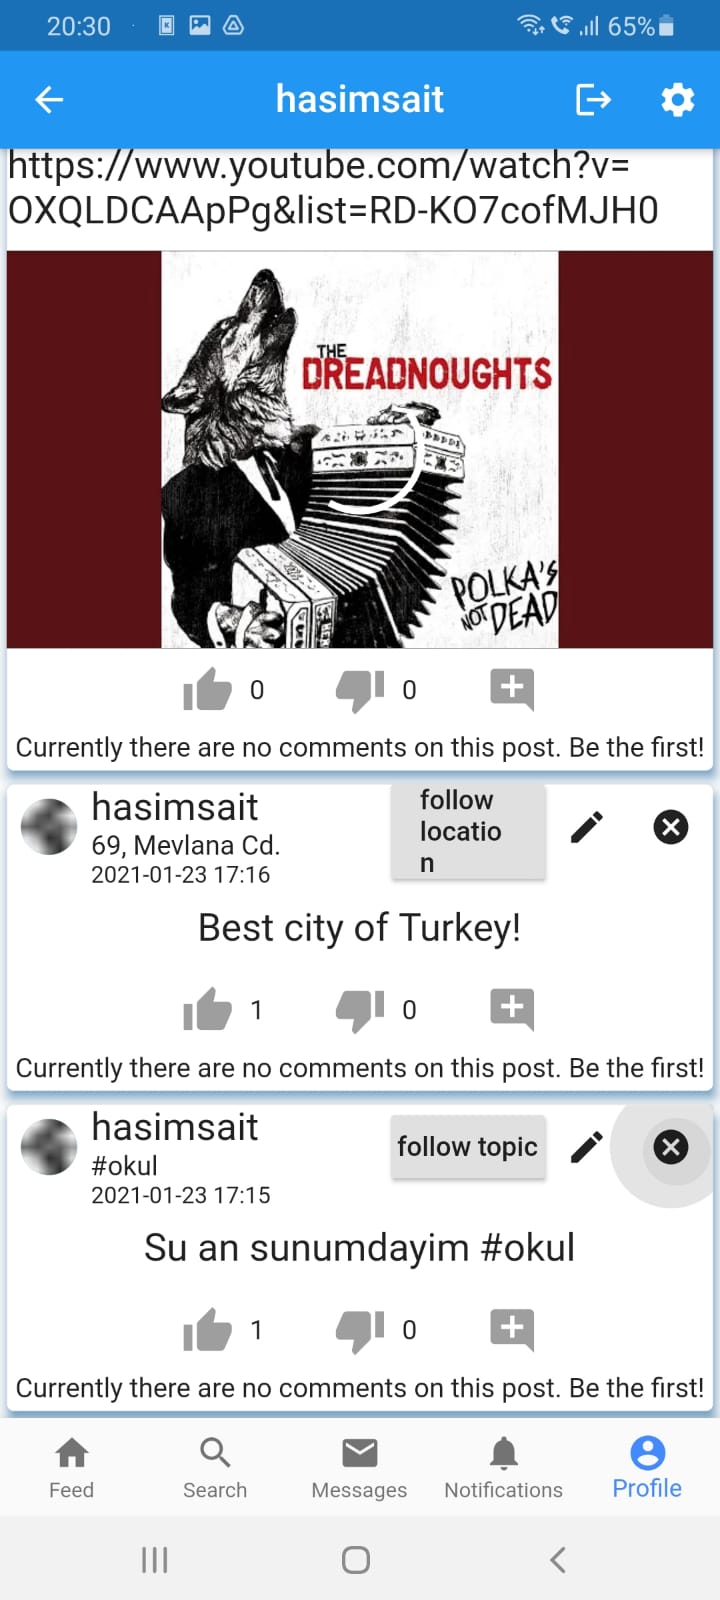 20:30
65%
hasimsait
https://www.youtube.com/watch?v=
OXQLDCAApPg&list=RD-KO7cofMJH0
THE
DREADNOUGHTS
POLKA'S
NOT DEAD
0
0
Currently there are no comments on this post. Be the first!
hasimsait
69, Mevlana Cd.
2021-01-23 17:16
follow
locatio
n
Best city of Turkey!
1
0
Currently there are no comments on this post. Be the first!
hasimsait
#okul
2021-01-23 17:15
follow topic
Su an sunumdayim #okul
1
0
Currently there are no comments on this post. Be the first!
Feed
Search
Messages
Notifications
Profile